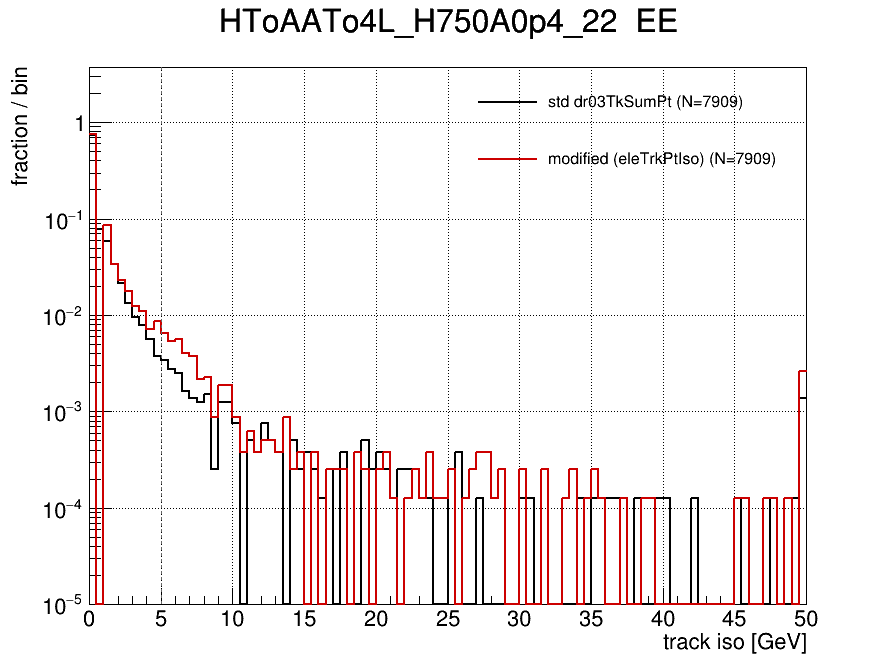 HToAATo4L_H750A0p4_22 EE
fraction / bin
std dr03TkSumPt (N=7909)
modified (eleTrkPtIso) (N=7909)
1
10⁻¹
10⁻²
10⁻³
10⁻⁴
10⁻⁵
0 5 10 15 20 25 30 35 40 45 50
track iso [GeV]